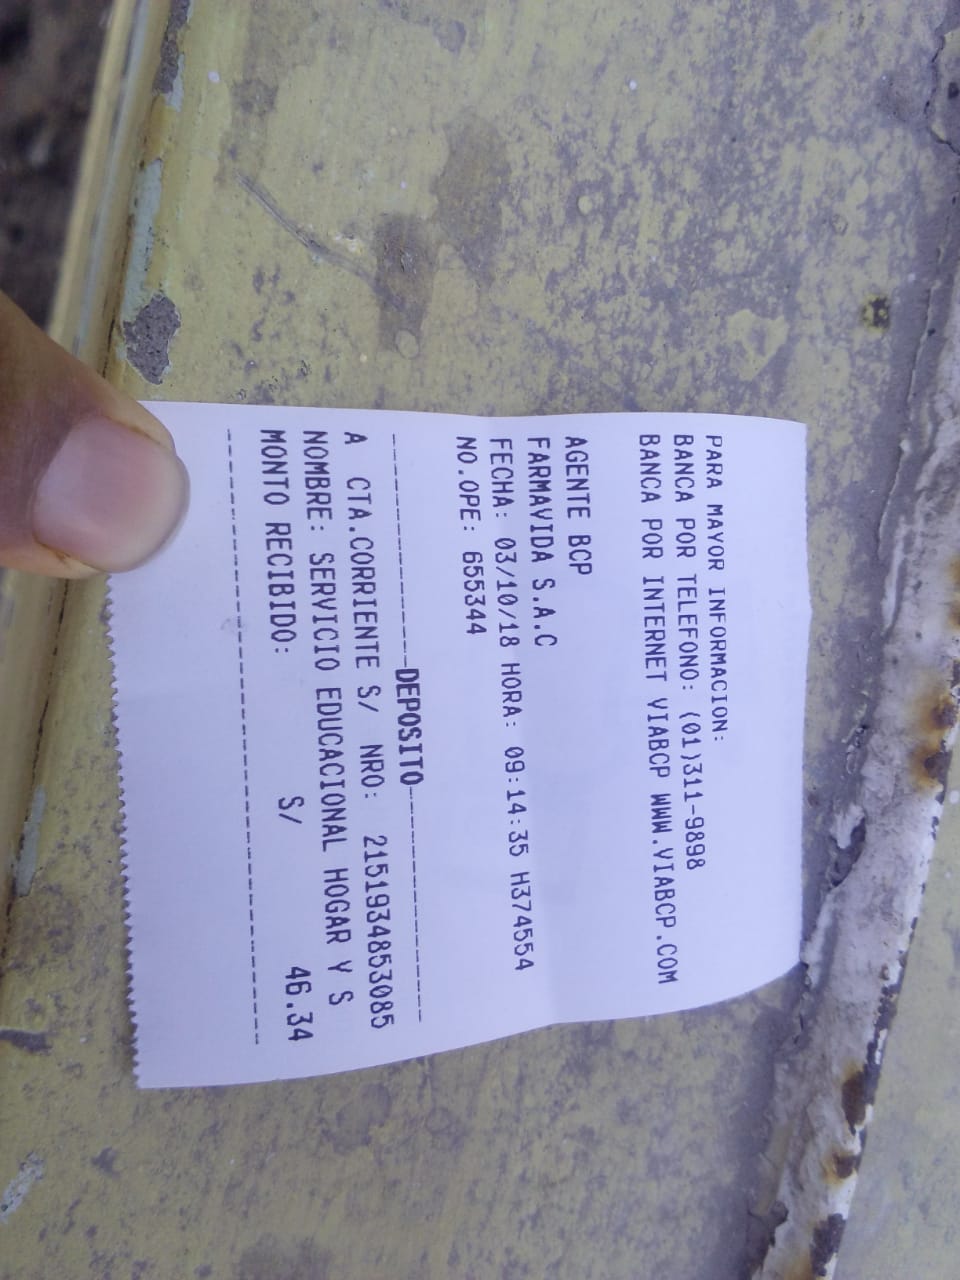 PARA MAYOR INFORMACION:
BANCA POR TELEFONO: (01)311-9898
BANCA POR INTERNET VIABCP WWW.VIABCP.COM
AGENTE BCP
FARMAVIDA S.A.C
FECHA: 03/10/18 HORA: 09:14:35 H374554
NO.OPE: 655344
----------------------DEPOSITO----------------------
A CTA.CORRIENTE S/ NRO: 2151934853085
NOMBRE: SERVICIO EDUCACIONAL HOGAR Y S
MONTO RECIBIDO: S/ 46.34